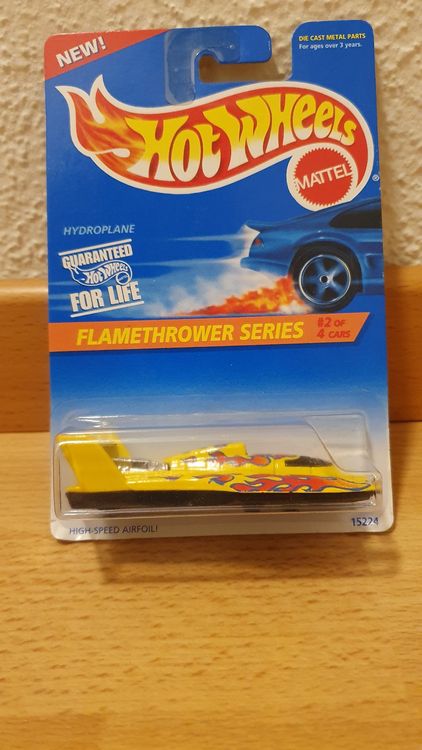 NEW!
DIE CAST METAL PARTS
For ages over 3 years.
HOT WHEELS
MATTEL
®
HYDROPLANE
GUARANTEED
HOT WHEELS
FOR LIFE
FLAMETHROWER SERIES
#2 OF
4 CARS
HIGH-SPEED AIRFOIL!
15224